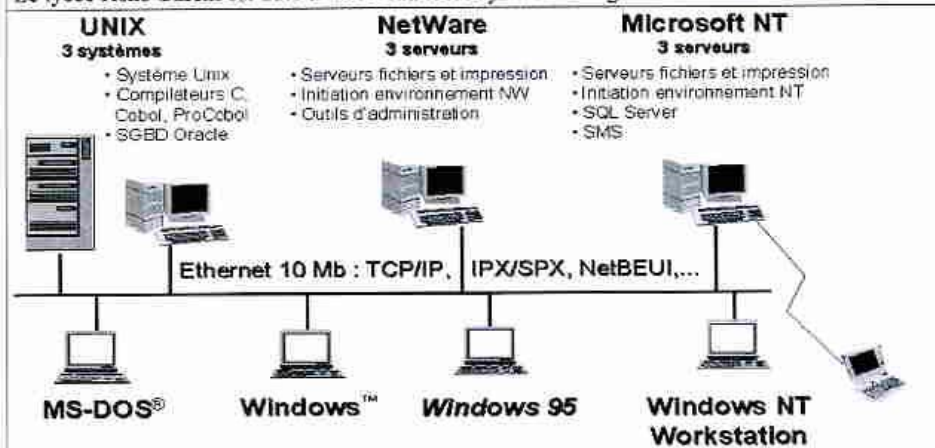 UNIX
3 systèmes
• Système Unix
• Compilateurs C,
Cobol, ProCobol
• SGBD Oracle
NetWare
3 serveurs
• Serveurs fichiers et impression
• Initiation environnement NW
• Outils d'administration
Microsoft NT
3 serveurs
• Serveurs fichiers et impression
• Initiation environnement NT
• SQL Server
• SMS
Ethernet 10 Mb : TCP/IP, IPX/SPX, NetBEUI,...
MS-DOS®
Windows™
Windows 95
Windows NT
Workstation